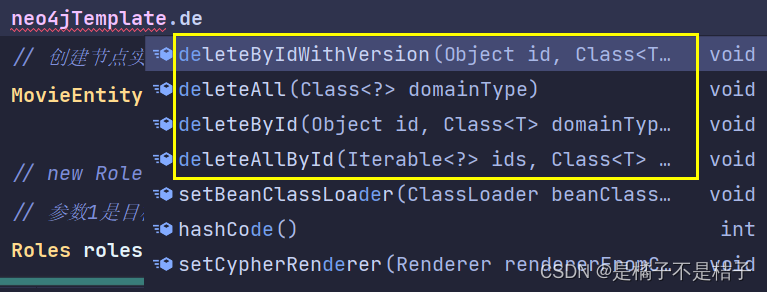 neo4jTemplate.de
// 创建节点实
deleteByIdWithVersion(Object id, Class<T… void
MovieEntity
deleteAll(Class<?> domainType) void
deleteById(Object id, Class<T> domainTyp… void
// new Role
deleteAllById(Iterable<?> ids, Class<T> … void
setBeanClassLoader(ClassLoader beanClass… void
// 参数1是目
hashCode() int
Roles roles
setCypherRenderer(Renderer rendererFromC… void
CSDN @是橘子不是桔子